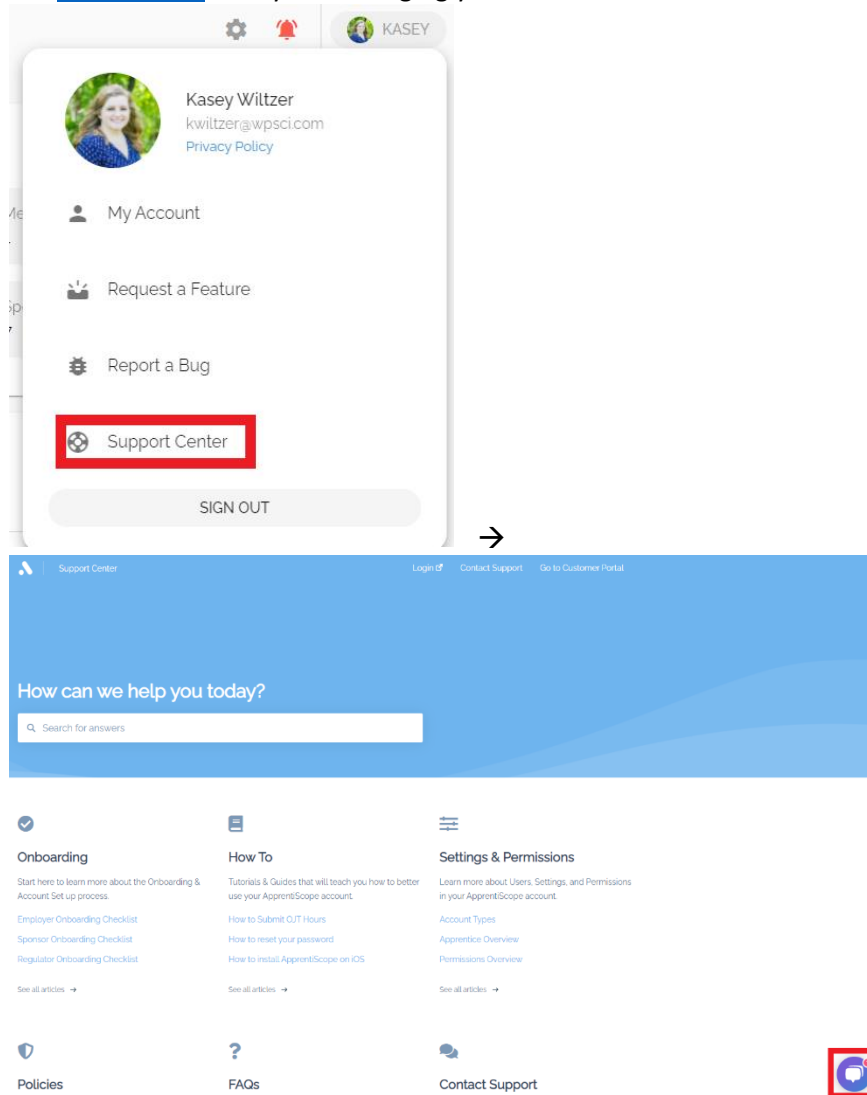 KASEY
Kasey Wiltzer
kwiltzer@wpsci.com
Privacy Policy
My Account
Request a Feature
Report a Bug
Support Center
SIGN OUT
→
Support Center
Login
Contact Support
Go to Customer Portal
How can we help you today?
Search for answers
Onboarding
Start here to learn more about the Onboarding &
Account Set up process.
Employer Onboarding Checklist
Sponsor Onboarding Checklist
Regulator Onboarding Checklist
See all articles →
How To
Tutorials & Guides that will teach you how to better
use your ApprentiScope account.
How to Submit OJT Hours
How to reset your password
How to install ApprentiScope on iOS
See all articles →
Settings & Permissions
Learn more about Users, Settings, and Permissions
in your ApprentiScope account.
Account Types
Apprentice Overview
Permissions Overview
See all articles →
Policies
FAQs
Contact Support